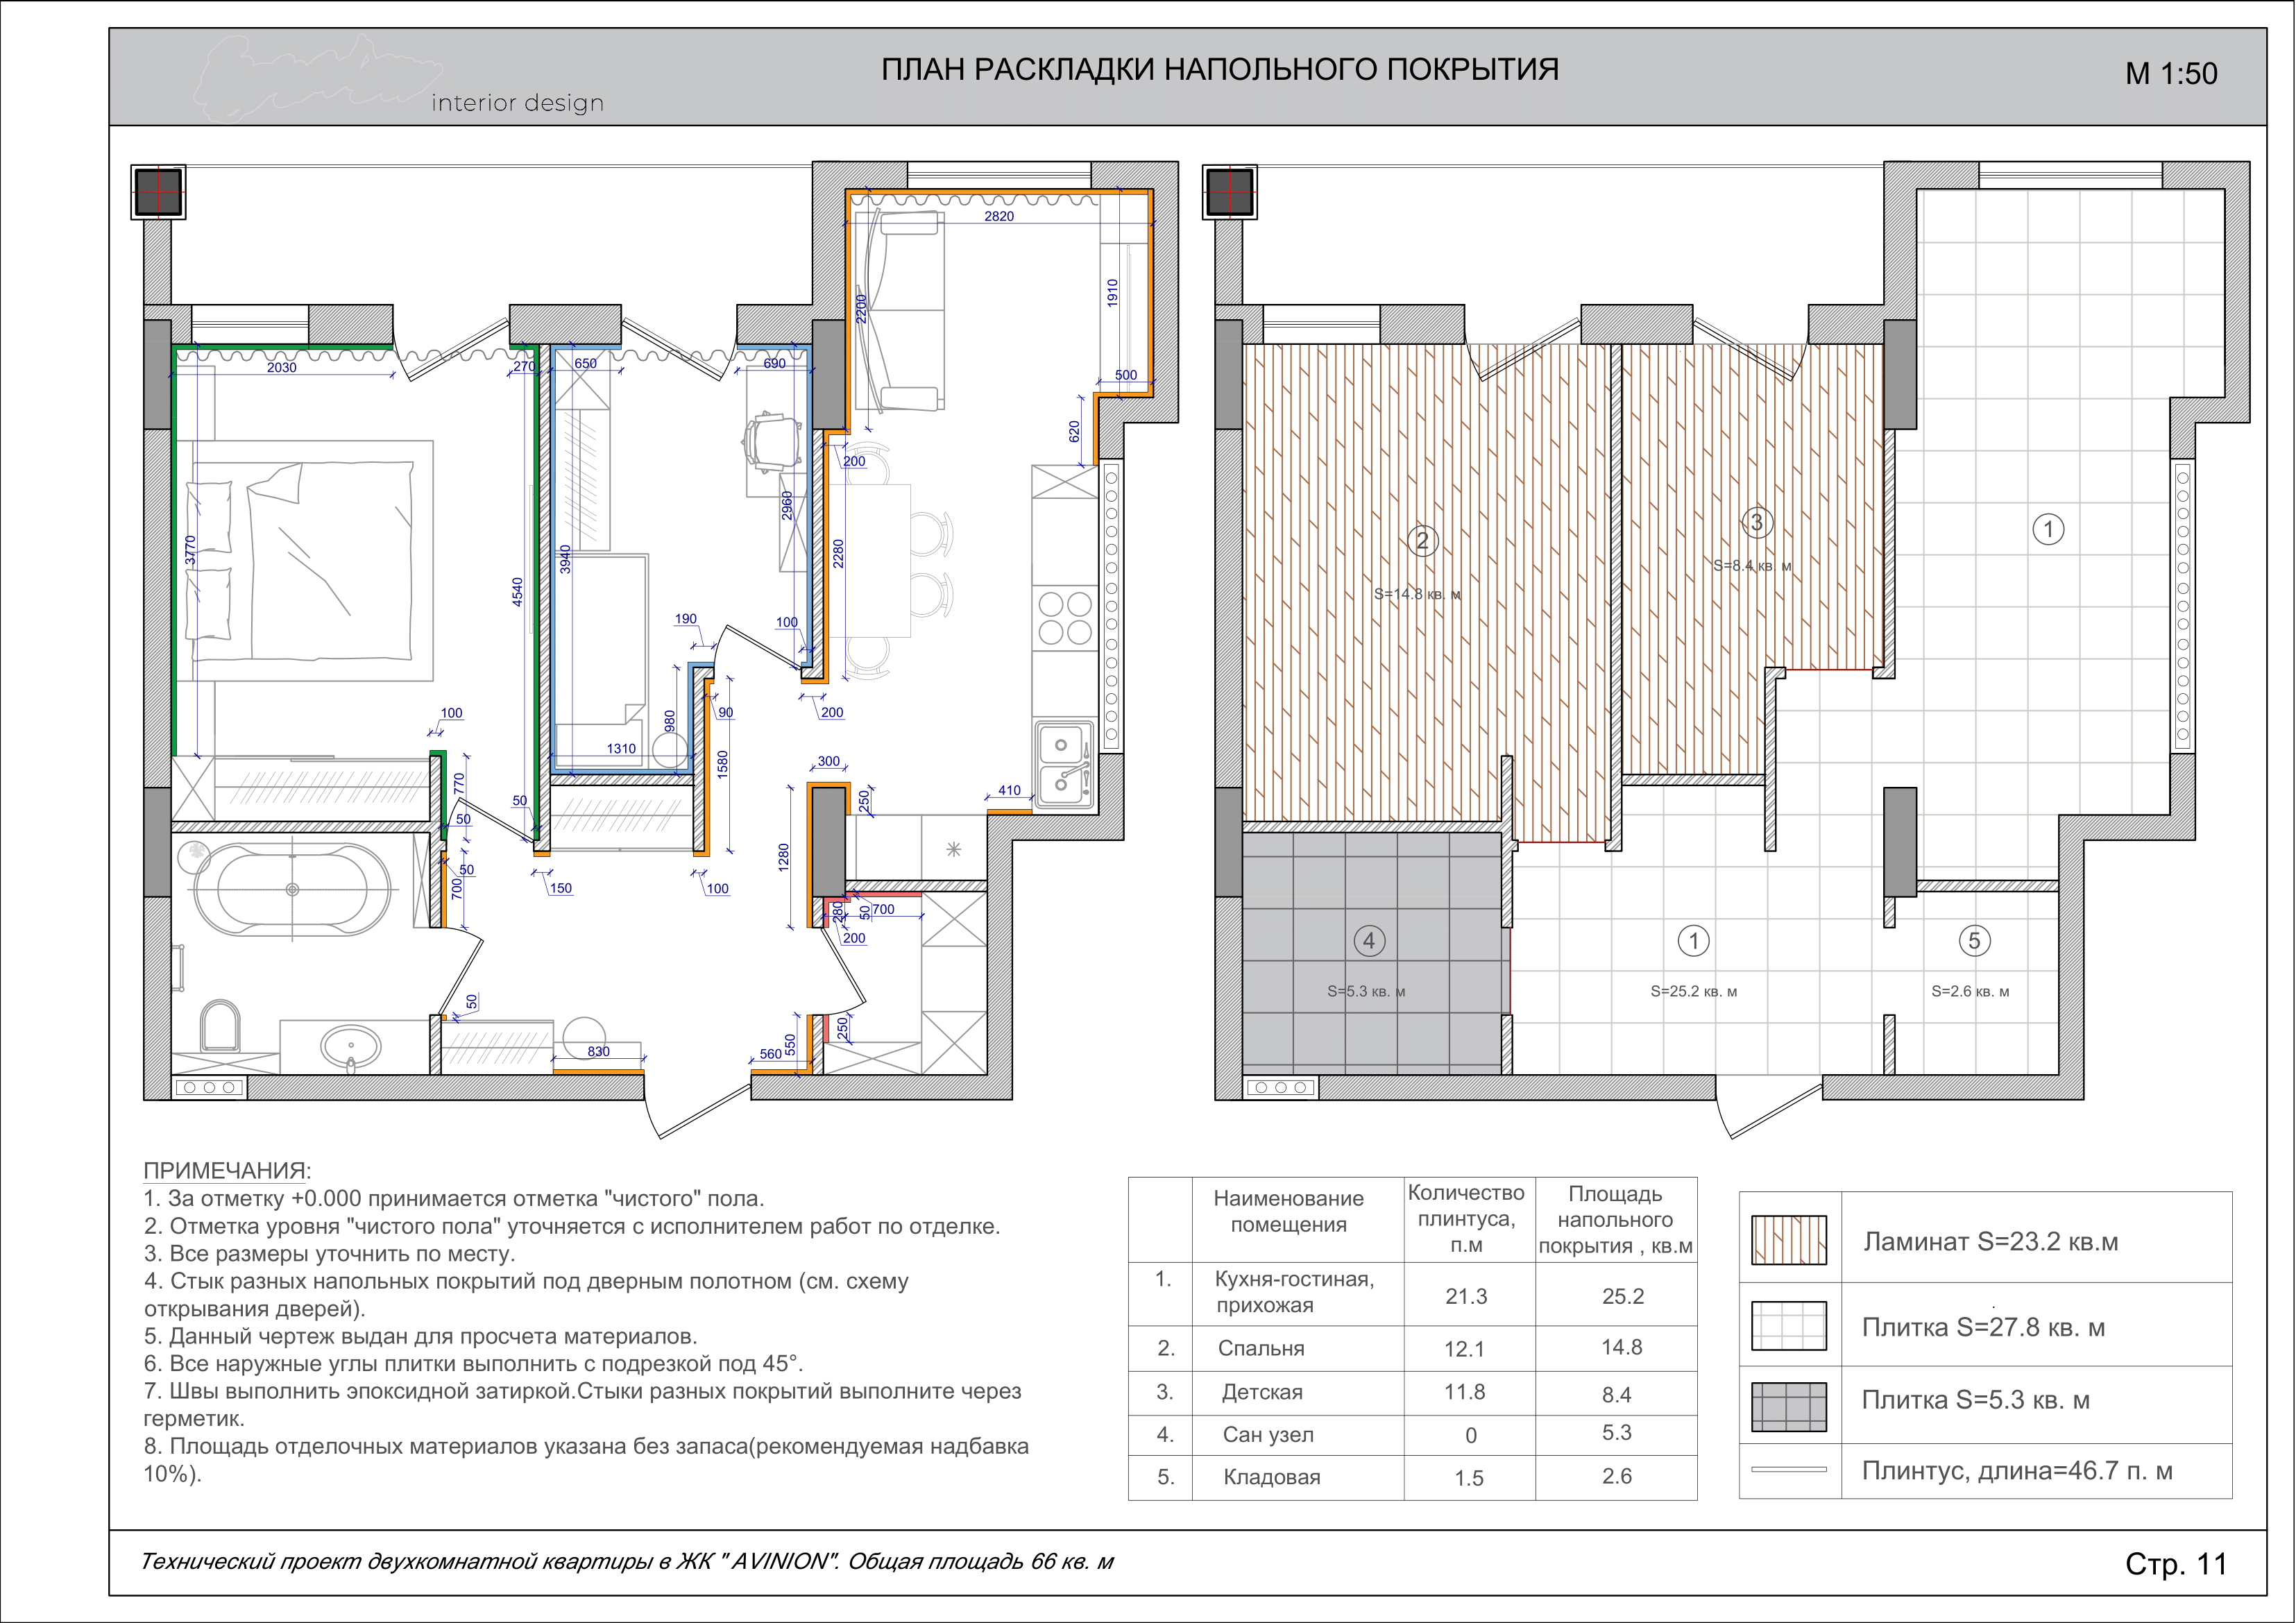 ПЛАН РАСКЛАДКИ НАПОЛЬНОГО ПОКРЫТИЯ
М 1:50
interior design
2820
2200
1910
500
620
200
2030
270
650
690
3770
4540
3940
2960
2280
190
100
100
980
90
200
1310
1580
770
50
50
300
250
410
50
700
150
100
1280
280
50
700
200
50
250
830
560
550
2
S=14.8 кв. м
3
S=8.4 кв. м
1
4
S=5.3 кв. м
1
S=25.2 кв. м
5
S=2.6 кв. м
ПРИМЕЧАНИЯ:
1. За отметку +0.000 принимается отметка "чистого" пола.
2. Отметка уровня "чистого пола" уточняется с исполнителем работ по отделке.
3. Все размеры уточнить по месту.
4. Стык разных напольных покрытий под дверным полотном (см. схему
открывания дверей).
5. Данный чертеж выдан для просчета материалов.
6. Все наружные углы плитки выполнить с подрезкой под 45°.
7. Швы выполнить эпоксидной затиркой.Стыки разных покрытий выполните через
герметик.
8. Площадь отделочных материалов указана без запаса(рекомендуемая надбавка
10%).
Наименование помещения
Количество плинтуса, п.м
Площадь напольного покрытия , кв.м
1. Кухня-гостиная, прихожая 21.3 25.2
2. Спальня 12.1 14.8
3. Детская 11.8 8.4
4. Сан узел 0 5.3
5. Кладовая 1.5 2.6
Ламинат S=23.2 кв.м
Плитка S=27.8 кв. м
Плитка S=5.3 кв. м
Плинтус, длина=46.7 п. м
Технический проект двухкомнатной квартиры в ЖК " AVINION". Общая площадь 66 кв. м
Стр. 11